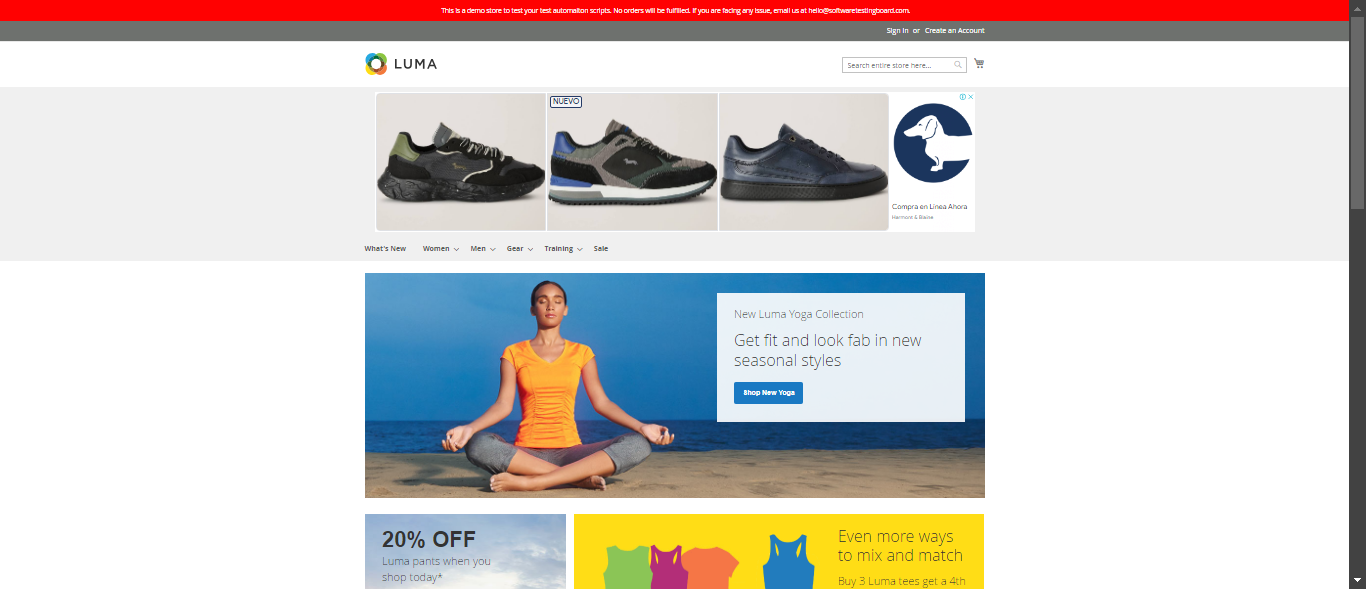 This is a demo store to test your test automaiton scripts. No orders will be fulfilled. If you are facing any issue, email us at hello@softwaretestingboard.com.
Sign In or Create an Account
LUMA
Search entire store here...
NUEVO
Compra en Línea Ahora
Harmont & Blaine
What's New Women Men Gear Training Sale
New Luma Yoga Collection
Get fit and look fab in new
seasonal styles
Shop New Yoga
20% OFF
Luma pants when you
shop today*
Even more ways
to mix and match
Buy 3 Luma tees get a 4th